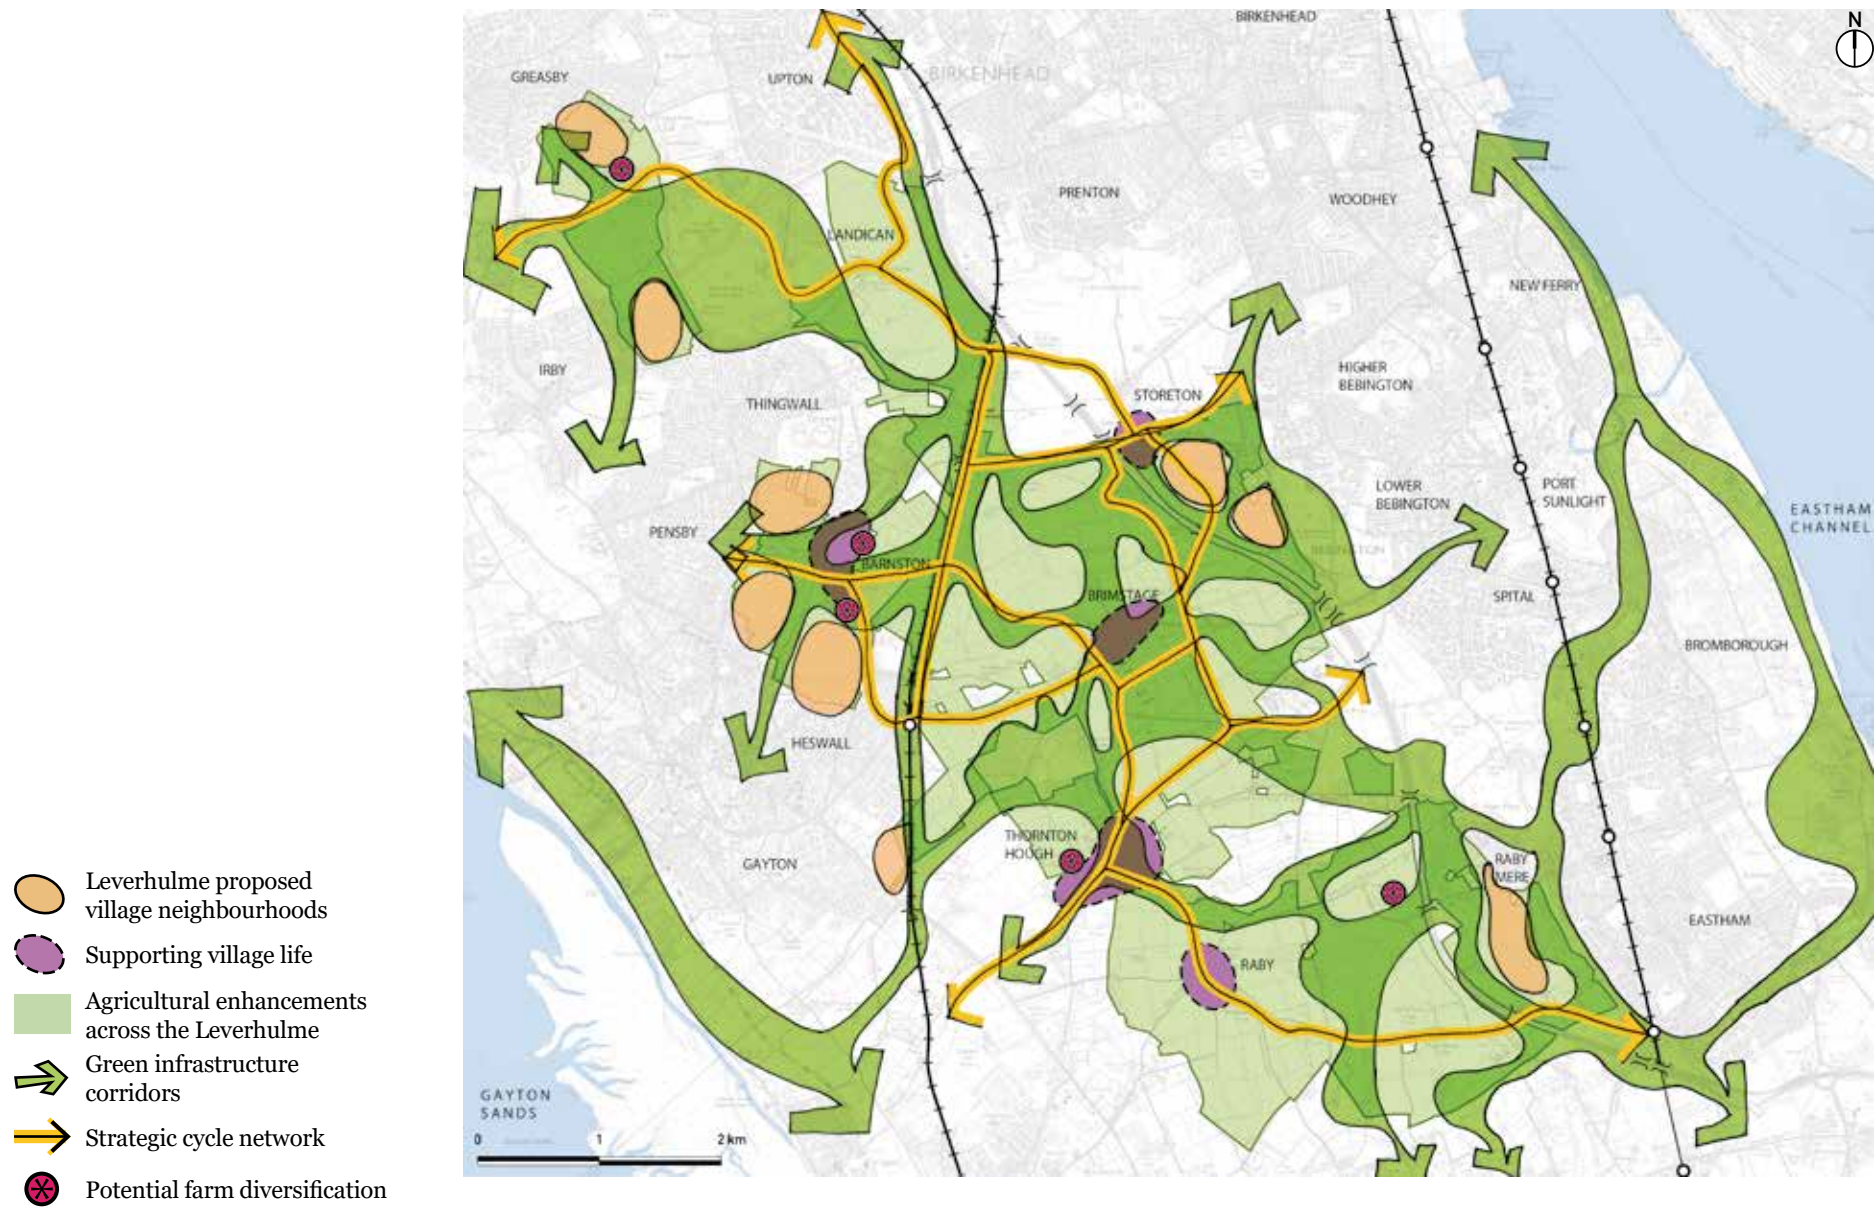 BIRKENHEAD
N
GREASBY
UPTON
BIRKENHEAD
PRENTON
WOODHEY
LANDICAN
NEW FERRY
IRBY
THINGWALL
STORETON
HIGHER
BEBINGTON
PENSBY
LOWER
BEBINGTON
PORT
SUNLIGHT
EASTHAM
CHANNEL
BARNSTON
BEBINGTON
BRIMSTAGE
SPITAL
BROMBOROUGH
HESWALL
THORNTON
HOUGH
GAYTON
RABY
MERE
EASTHAM
RABY
GAYTON
SANDS
0 1 2 km
Leverhulme proposed
village neighbourhoods
Supporting village life
Agricultural enhancements
across the Leverhulme
Green infrastructure
corridors
Strategic cycle network
Potential farm diversification